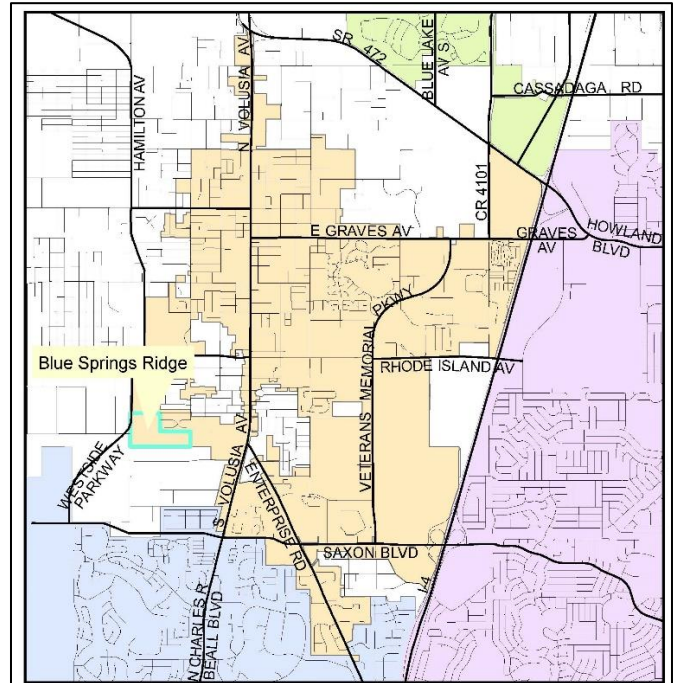 SR 472
BLUE LAKE
AV S
CASSADAGA RD
HAMILTON AV
N VOLUSIA AV
CR 4101
HOWLAND
BLVD
E GRAVES AV
GRAVES
AV
VETERANS MEMORIAL PKWY
RHODE ISLAND AV
Blue Springs Ridge
WESTSIDE
PARKWAY
S VOLUSIA AV
ENTERPRISE RD
SAXON BLVD
I-4
N CHARLES R
BEALL BLVD